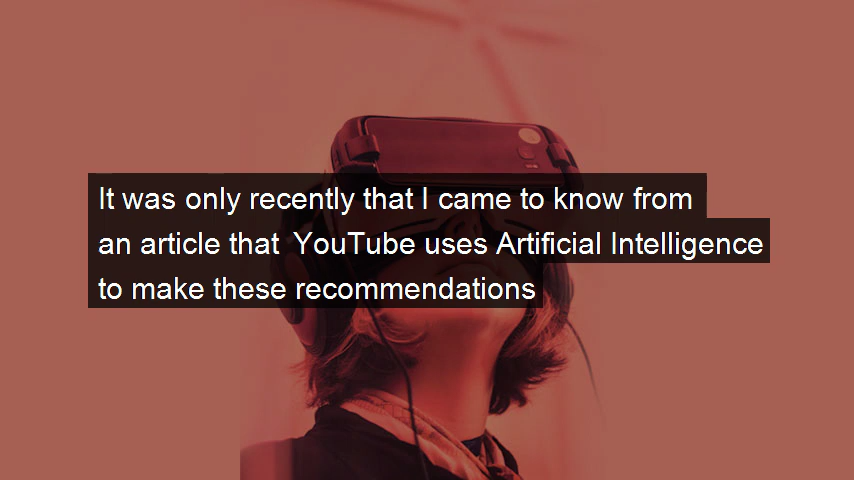 It was only recently that I came to know from
an article that YouTube uses Artificial Intelligence
to make these recommendations